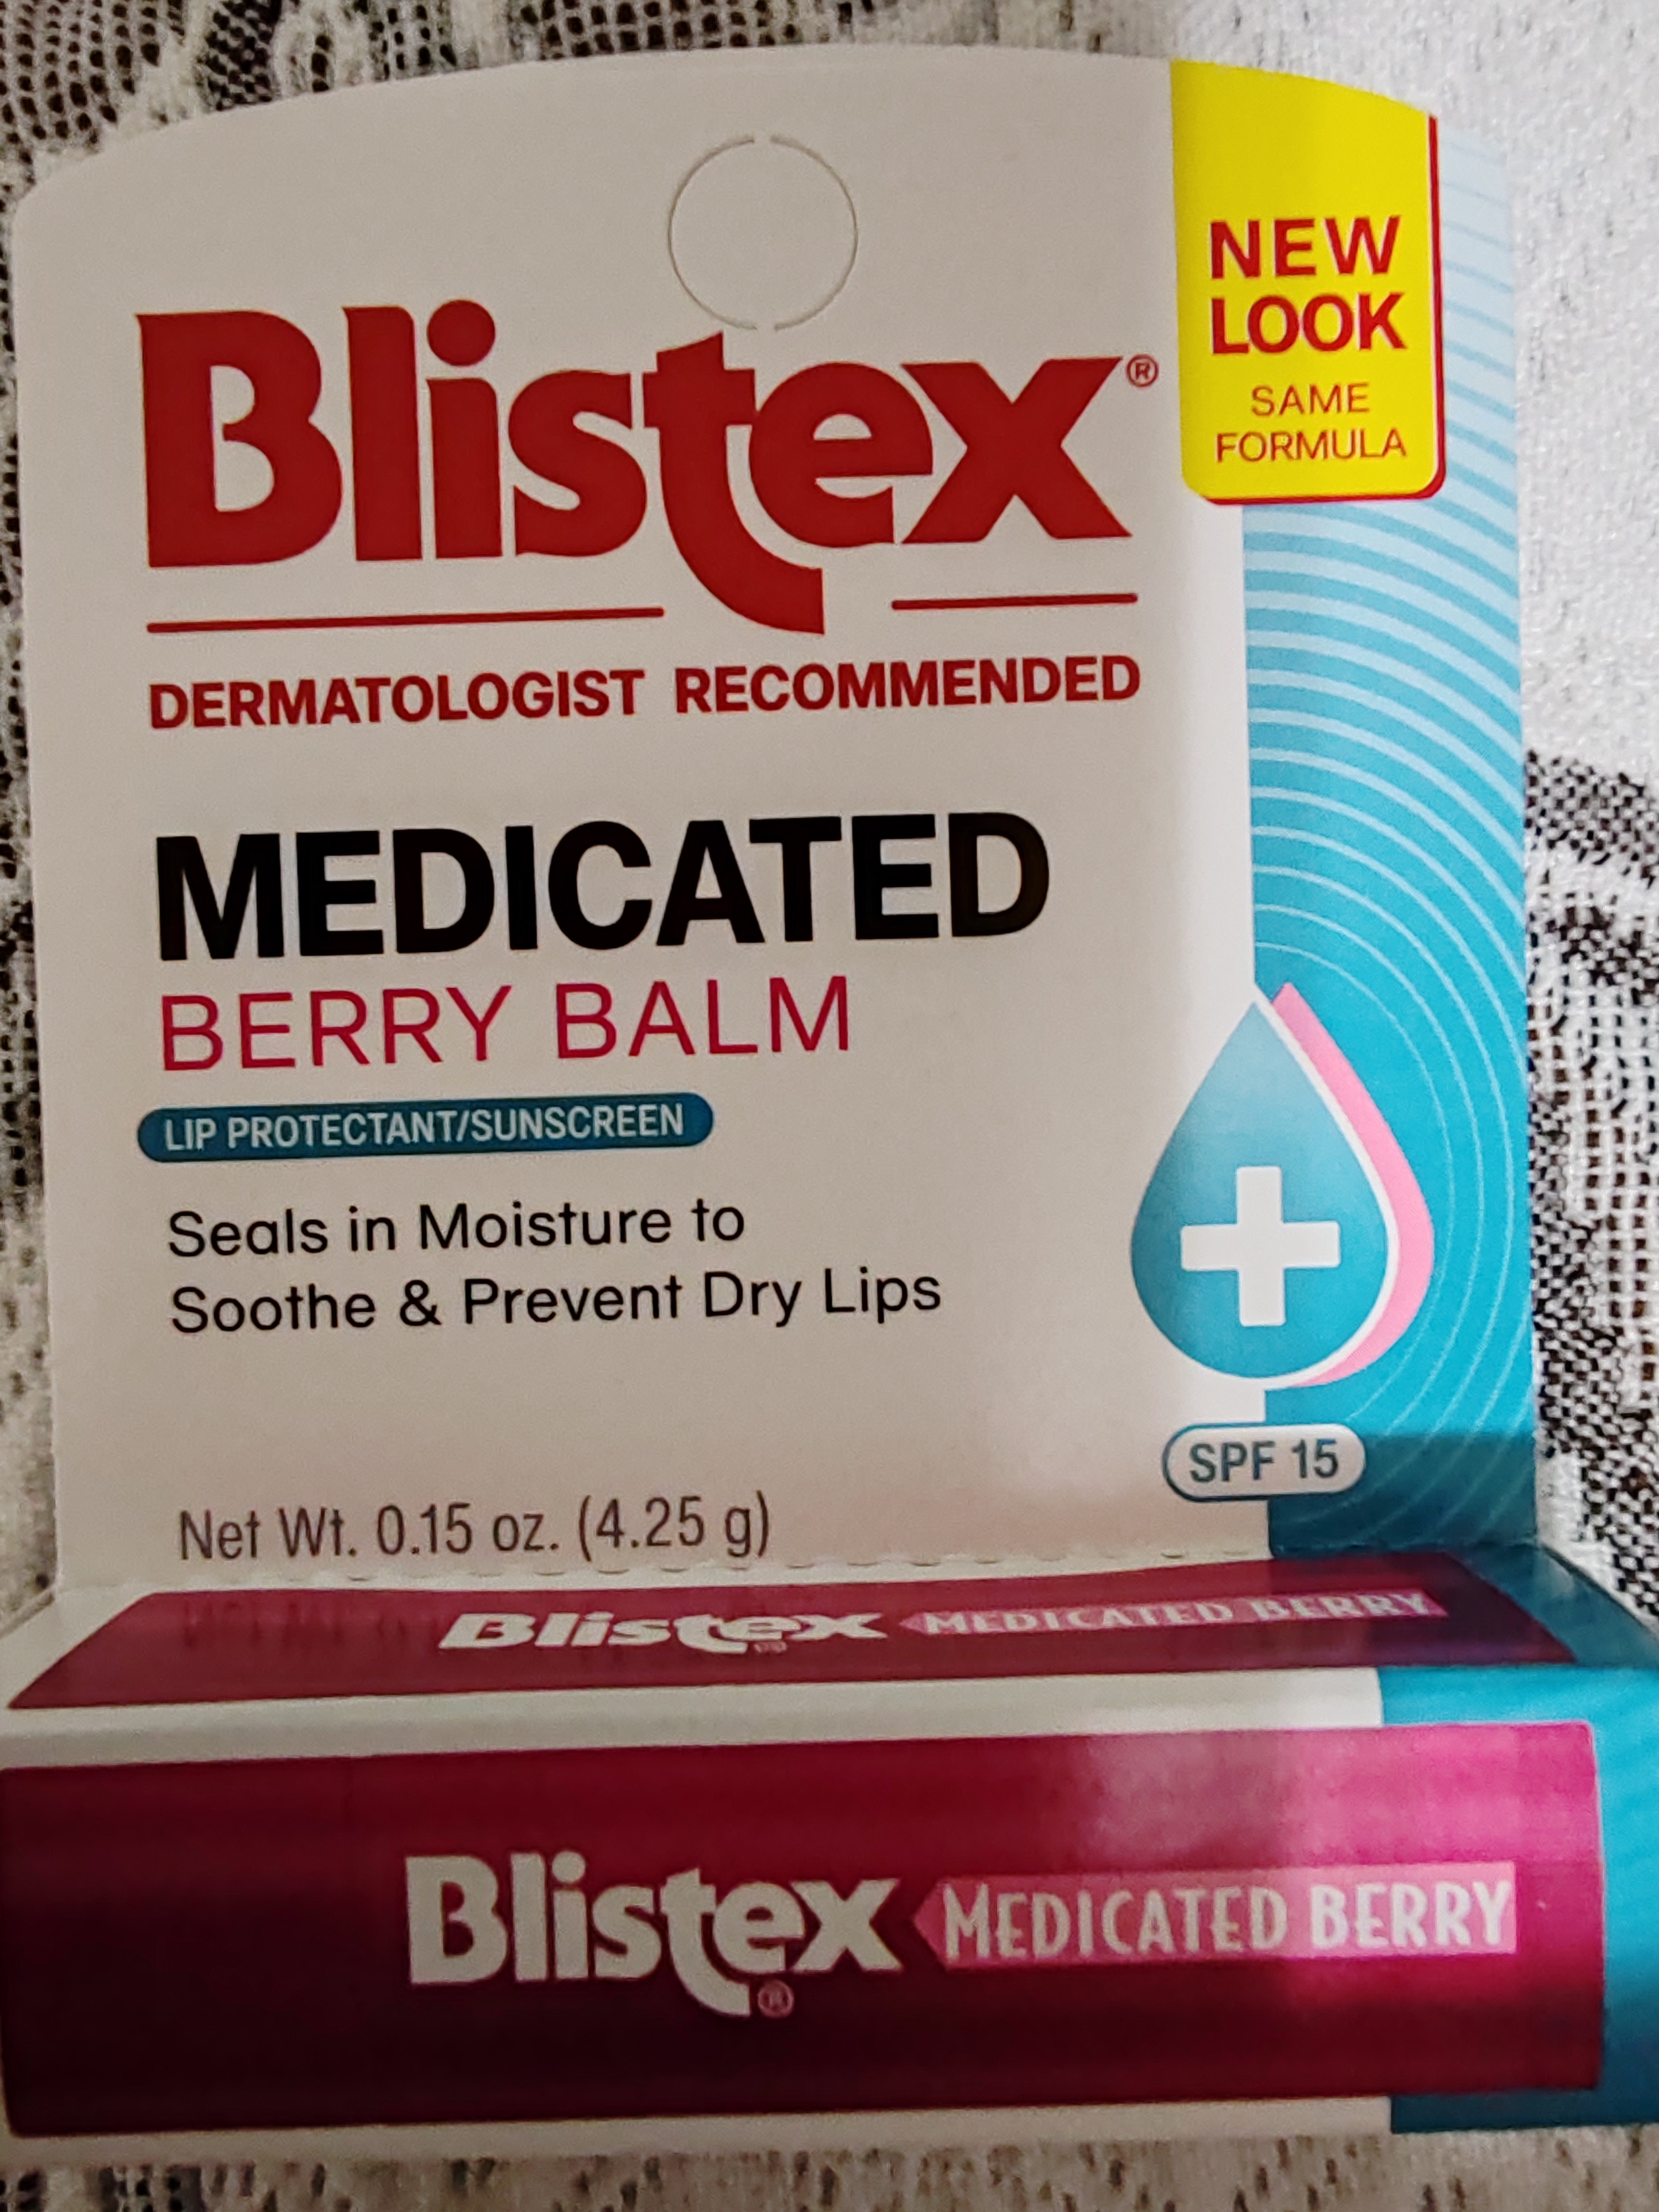 NEW
LOOK
SAME
FORMULA
Blistex®
DERMATOLOGIST RECOMMENDED
MEDICATED
BERRY BALM
LIP PROTECTANT/SUNSCREEN
Seals in Moisture to
Soothe & Prevent Dry Lips
SPF 15
Net Wt. 0.15 oz. (4.25 g)
Blistex® MEDICATED BERRY
Blistex® MEDICATED BERRY